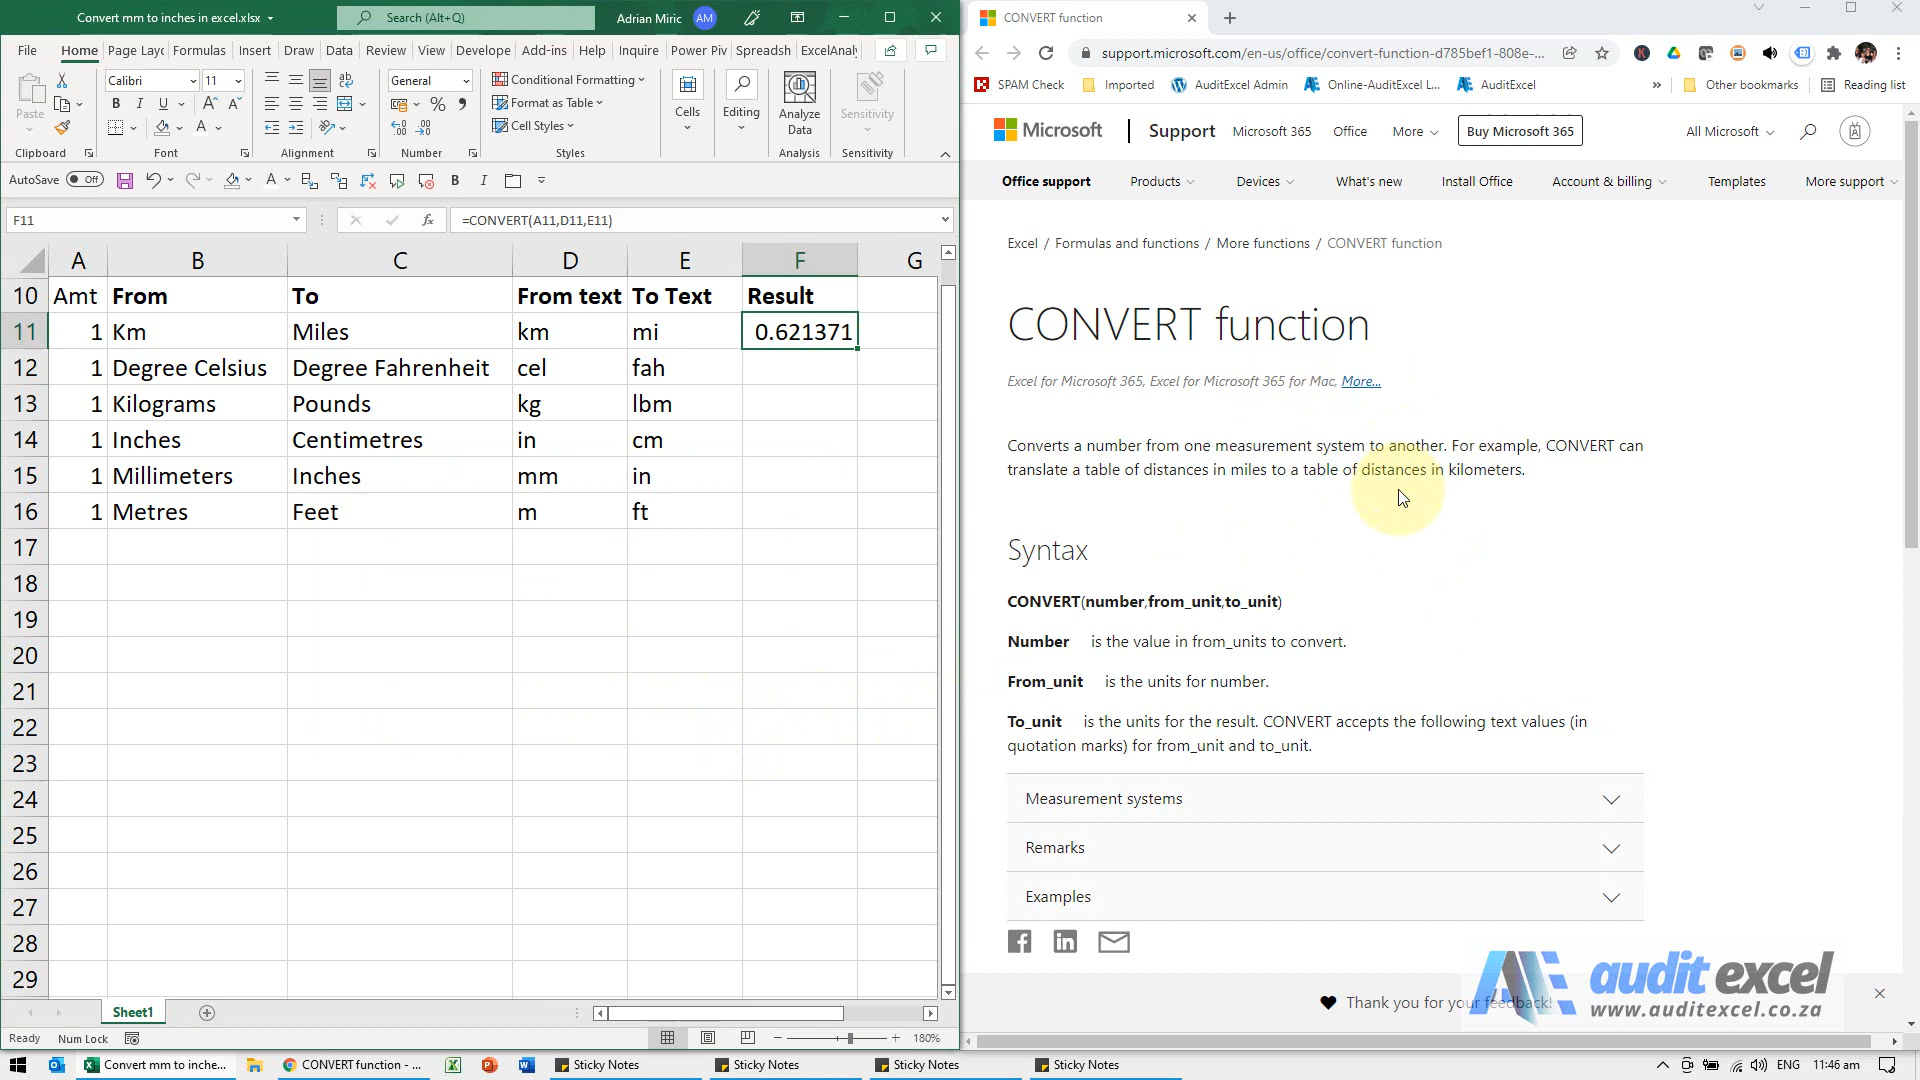 Convert mm to inches in excel.xlsx
Search (Alt+Q)
Adrian Miric
AM
File
Home
Page Layo
Formulas
Insert
Draw
Data
Review
View
Develope
Add-ins
Help
Inquire
Power Piv
Spreadsh
ExcelAnaly
Paste
Calibri
11
General
Conditional Formatting
Format as Table
Cell Styles
Cells
Editing
Analyze
Data
Sensitivity
Clipboard
Font
Alignment
Number
Styles
Analysis
Sensitivity
AutoSave Off
F11
=CONVERT(A11,D11,E11)
A B C D E F G
10 Amt From To From text To Text Result
11 1 Km Miles km mi 0.621371
12 1 Degree Celsius Degree Fahrenheit cel fah
13 1 Kilograms Pounds kg lbm
14 1 Inches Centimetres in cm
15 1 Millimeters Inches mm in
16 1 Metres Feet m ft
17
18
19
20
21
22
23
24
25
26
27
28
29
Sheet1
Ready Num Lock
180%
CONVERT function
support.microsoft.com/en-us/office/convert-function-d785bef1-808e-...
SPAM Check
Imported
AuditExcel Admin
Online-AuditExcel L...
AuditExcel
»
Other bookmarks
Reading list
Microsoft
Support
Microsoft 365
Office
More
Buy Microsoft 365
All Microsoft
Office support
Products
Devices
What's new
Install Office
Account & billing
Templates
More support
Excel / Formulas and functions / More functions / CONVERT function
CONVERT function
Excel for Microsoft 365, Excel for Microsoft 365 for Mac, More...
Converts a number from one measurement system to another. For example, CONVERT can
translate a table of distances in miles to a table of distances in kilometers.
Syntax
CONVERT(number,from_unit,to_unit)
Number is the value in from_units to convert.
From_unit is the units for number.
To_unit is the units for the result. CONVERT accepts the following text values (in
quotation marks) for from_unit and to_unit.
Measurement systems
Remarks
Examples
Thank you for your feedback!
audit excel
www.auditexcel.co.za
Convert mm to inche...
CONVERT function - ...
Sticky Notes
Sticky Notes
Sticky Notes
Sticky Notes
ENG
11:46 am